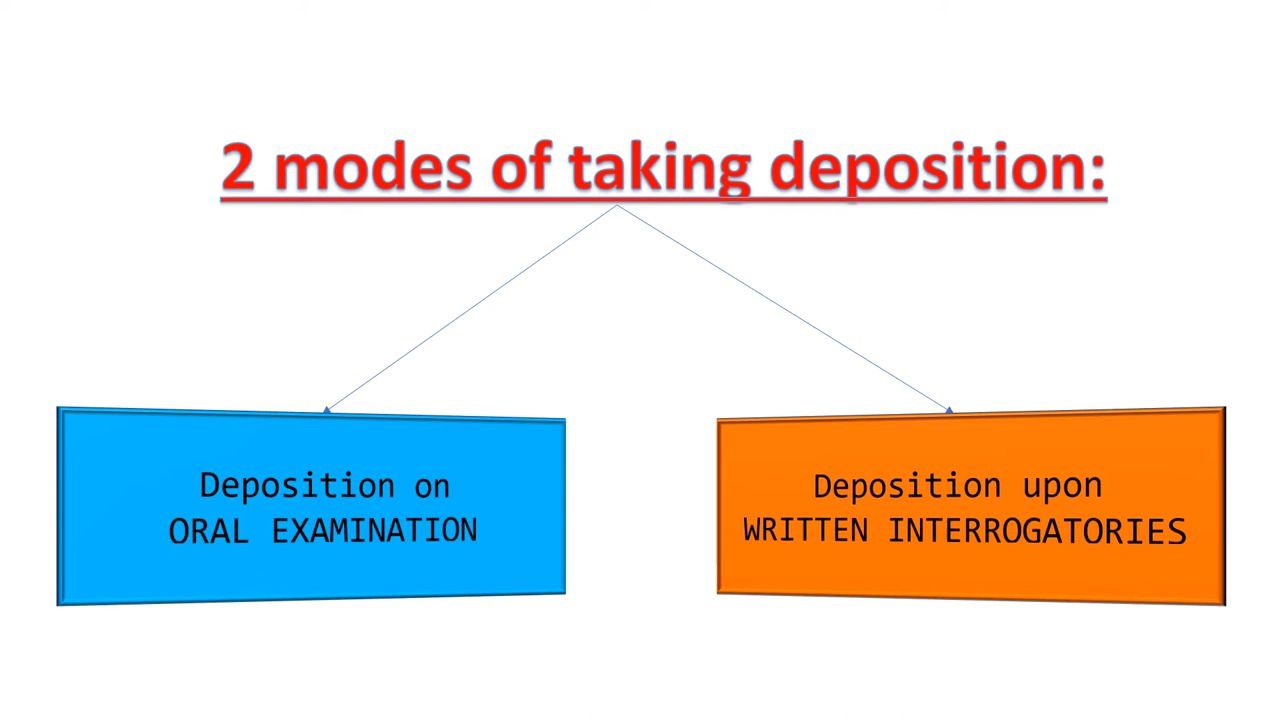 2 modes of taking deposition:
Deposition on
ORAL EXAMINATION
Deposition upon
WRITTEN INTERROGATORIES